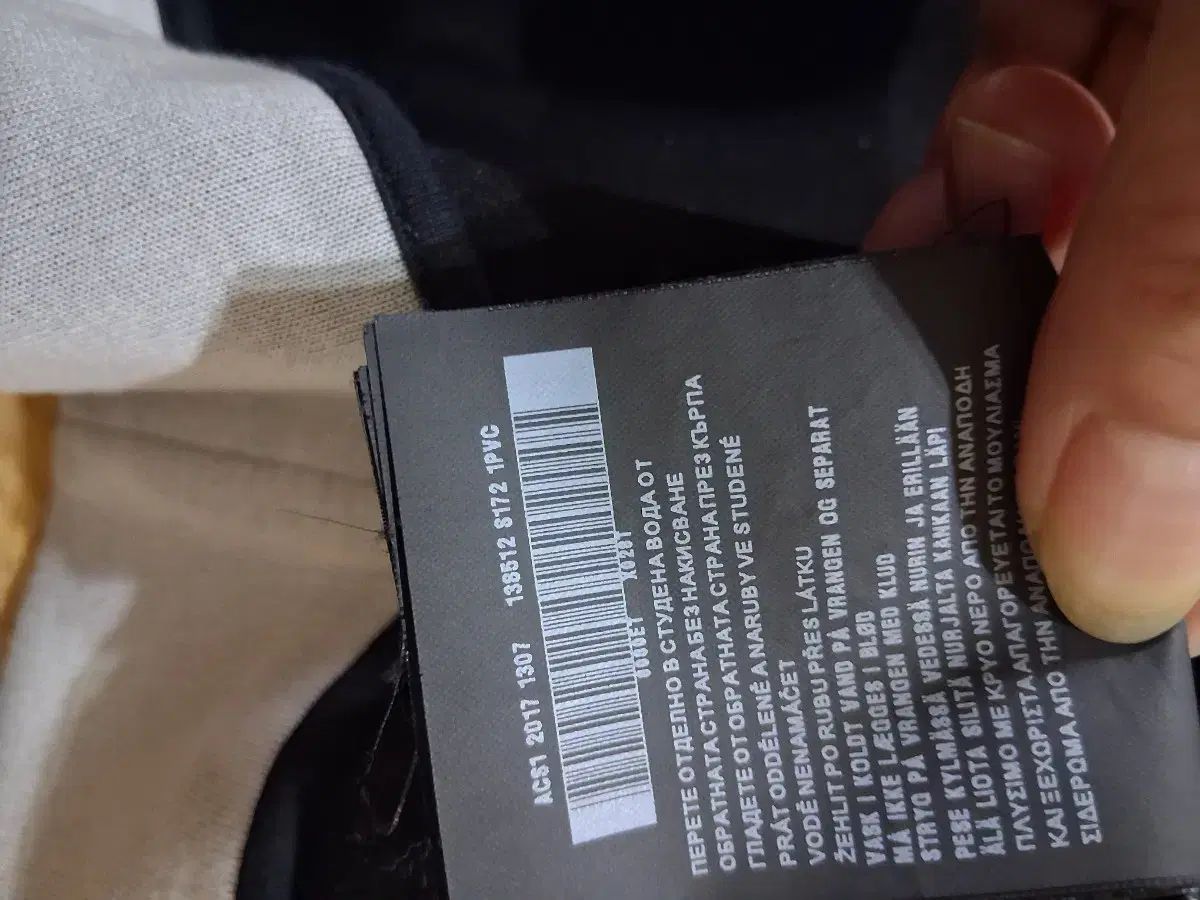 ACS1 2017 1307 138512 S172 1PVC
ПЕРЕТЕ ОТДЕЛНО В СТУДЕНА ВОДА ОТ
ОБРАТНАТА СТРАНА БЕЗ НАКИСВАНЕ
ГЛАДЕТЕ ОТ ОБРАТНАТА СТРАНА ПРЕЗ КЪРПА
PRÁT ODDĚLENĚ A NARUBY VE STUDENÉ
VODĚ NENAMÁČET
ŽEHLIT PO RUBU PŘES LÁTKU
VASK I KOLDT VAND PÅ VRANGEN OG SEPARAT
MÅ IKKE LÆGGES I BLØD
STRYG PÅ VRANGEN MED KLUD
PESE KYLMÄSSÄ VEDESSÄ NURIN JA ERILLÄÄN
ÄLÄ LIOTA SILITÄ NURJALTA KANKAAN LÄPI
ΠΛΥΣΙΜΟ ΜΕ ΚΡΥΟ ΝΕΡΟ ΑΠΟ ΤΗΝ ΑΝΑΠΟΔΗ
ΚΑΙ ΞΕΧΩΡΙΣΤΑ ΑΠΑΓΟΡΕΥΕΤΑΙ ΤΟ ΜΟΥΛΙΑΣΜΑ
ΣΙΔΕΡΩΜΑ ΑΠΟ ΤΗΝ